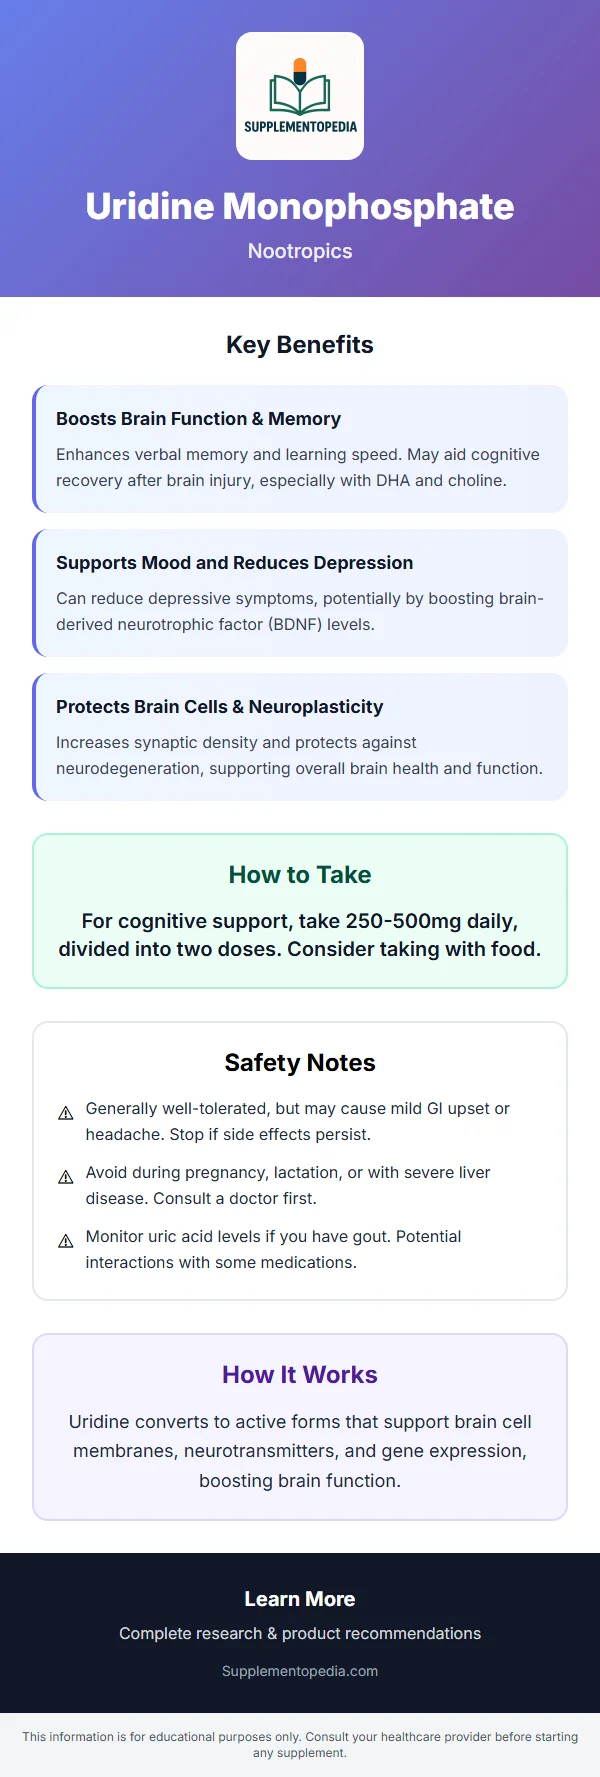 SUPPLEMENTOPEDIA
Uridine Monophosphate
Nootropics
Key Benefits
Boosts Brain Function & Memory
Enhances verbal memory and learning speed. May aid cognitive
recovery after brain injury, especially with DHA and choline.
Supports Mood and Reduces Depression
Can reduce depressive symptoms, potentially by boosting brain-
derived neurotrophic factor (BDNF) levels.
Protects Brain Cells & Neuroplasticity
Increases synaptic density and protects against
neurodegeneration, supporting overall brain health and function.
How to Take
For cognitive support, take 250-500mg daily,
divided into two doses. Consider taking with food.
Safety Notes
Generally well-tolerated, but may cause mild GI upset or
headache. Stop if side effects persist.
Avoid during pregnancy, lactation, or with severe liver
disease. Consult a doctor first.
Monitor uric acid levels if you have gout. Potential
interactions with some medications.
How It Works
Uridine converts to active forms that support brain cell
membranes, neurotransmitters, and gene expression,
boosting brain function.
Learn More
Complete research & product recommendations
Supplementopedia.com
This information is for educational purposes only. Consult your healthcare provider before starting
any supplement.